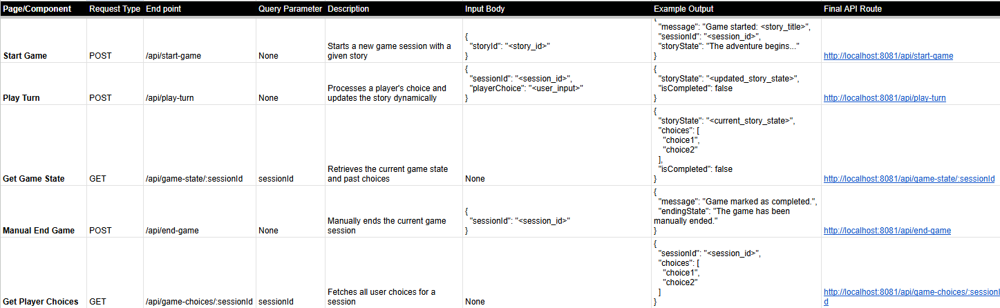 Page/Component Request Type End point Query Parameter Description Input Body Example Output Final API Route
Start Game POST /api/start-game None
Starts a new game session with a
given story
{
"storyId": "<story_id>"
}
{
"message": "Game started: <story_title>",
"sessionId": "<session_id>",
"storyState": "The adventure begins..."
}
http://localhost:8081/api/start-game
Play Turn POST /api/play-turn None
Processes a player's choice and
updates the story dynamically
{
"sessionId": "<session_id>",
"playerChoice": "<user_input>"
}
{
"storyState": "<updated_story_state>",
"isCompleted": false
}
http://localhost:8081/api/play-turn
Get Game State GET /api/game-state/:sessionId sessionId
Retrieves the current game state
and past choices
None
{
"storyState": "<current_story_state>",
"choices": [
"choice1",
"choice2"
],
"isCompleted": false
}
http://localhost:8081/api/game-state/:sessionId
Manual End Game POST /api/end-game None
Manually ends the current game
session
{
"sessionId": "<session_id>"
}
{
"message": "Game marked as completed.",
"endingState": "The game has been
manually ended."
}
http://localhost:8081/api/end-game
Get Player Choices GET /api/game-choices/:sessionId sessionId
Fetches all user choices for a
session
None
{
"sessionId": "<session_id>",
"choices": [
"choice1",
"choice2"
]
}
http://localhost:8081/api/game-choices/:sessionI
d